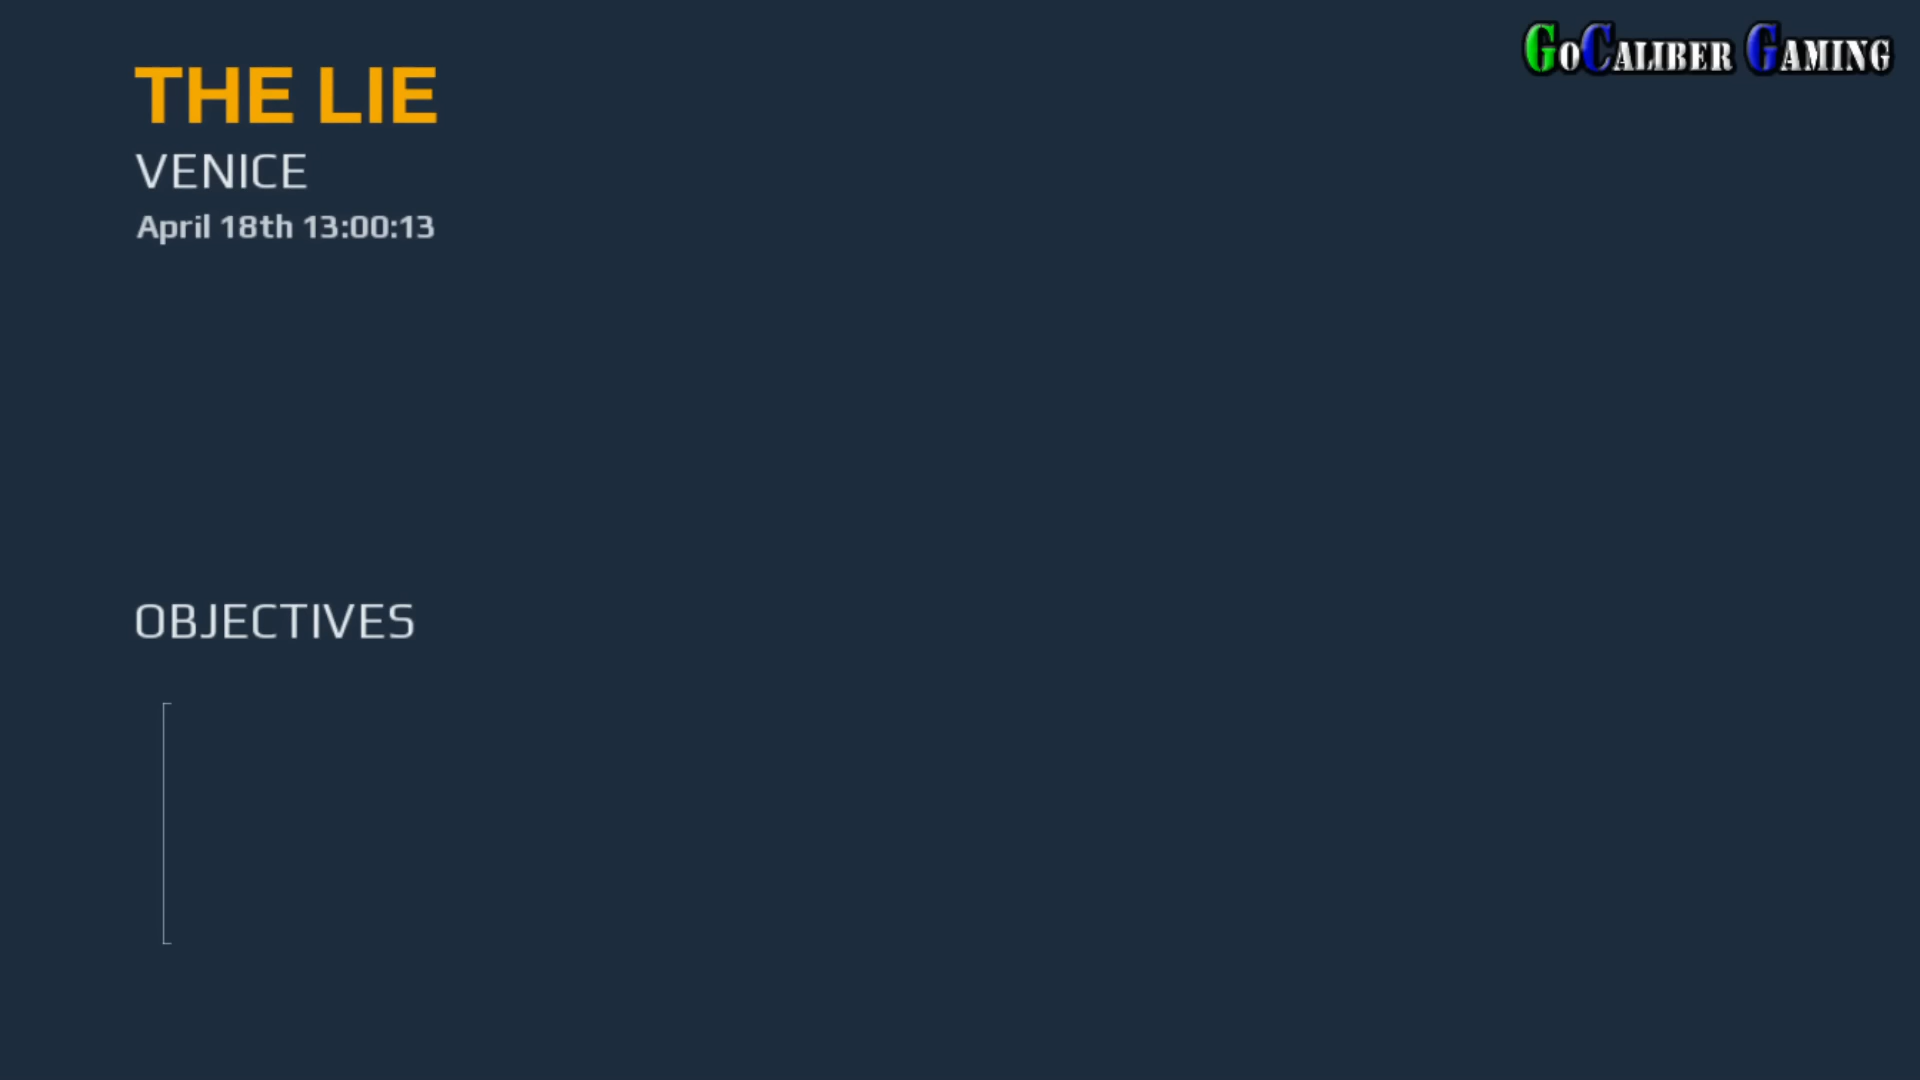 GoCaliber Gaming
THE LIE
VENICE
April 18th 13:00:13
OBJECTIVES